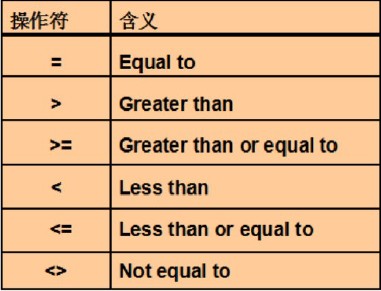 操作符 含义
= Equal to
> Greater than
>= Greater than or equal to
< Less than
<= Less than or equal to
<> Not equal to